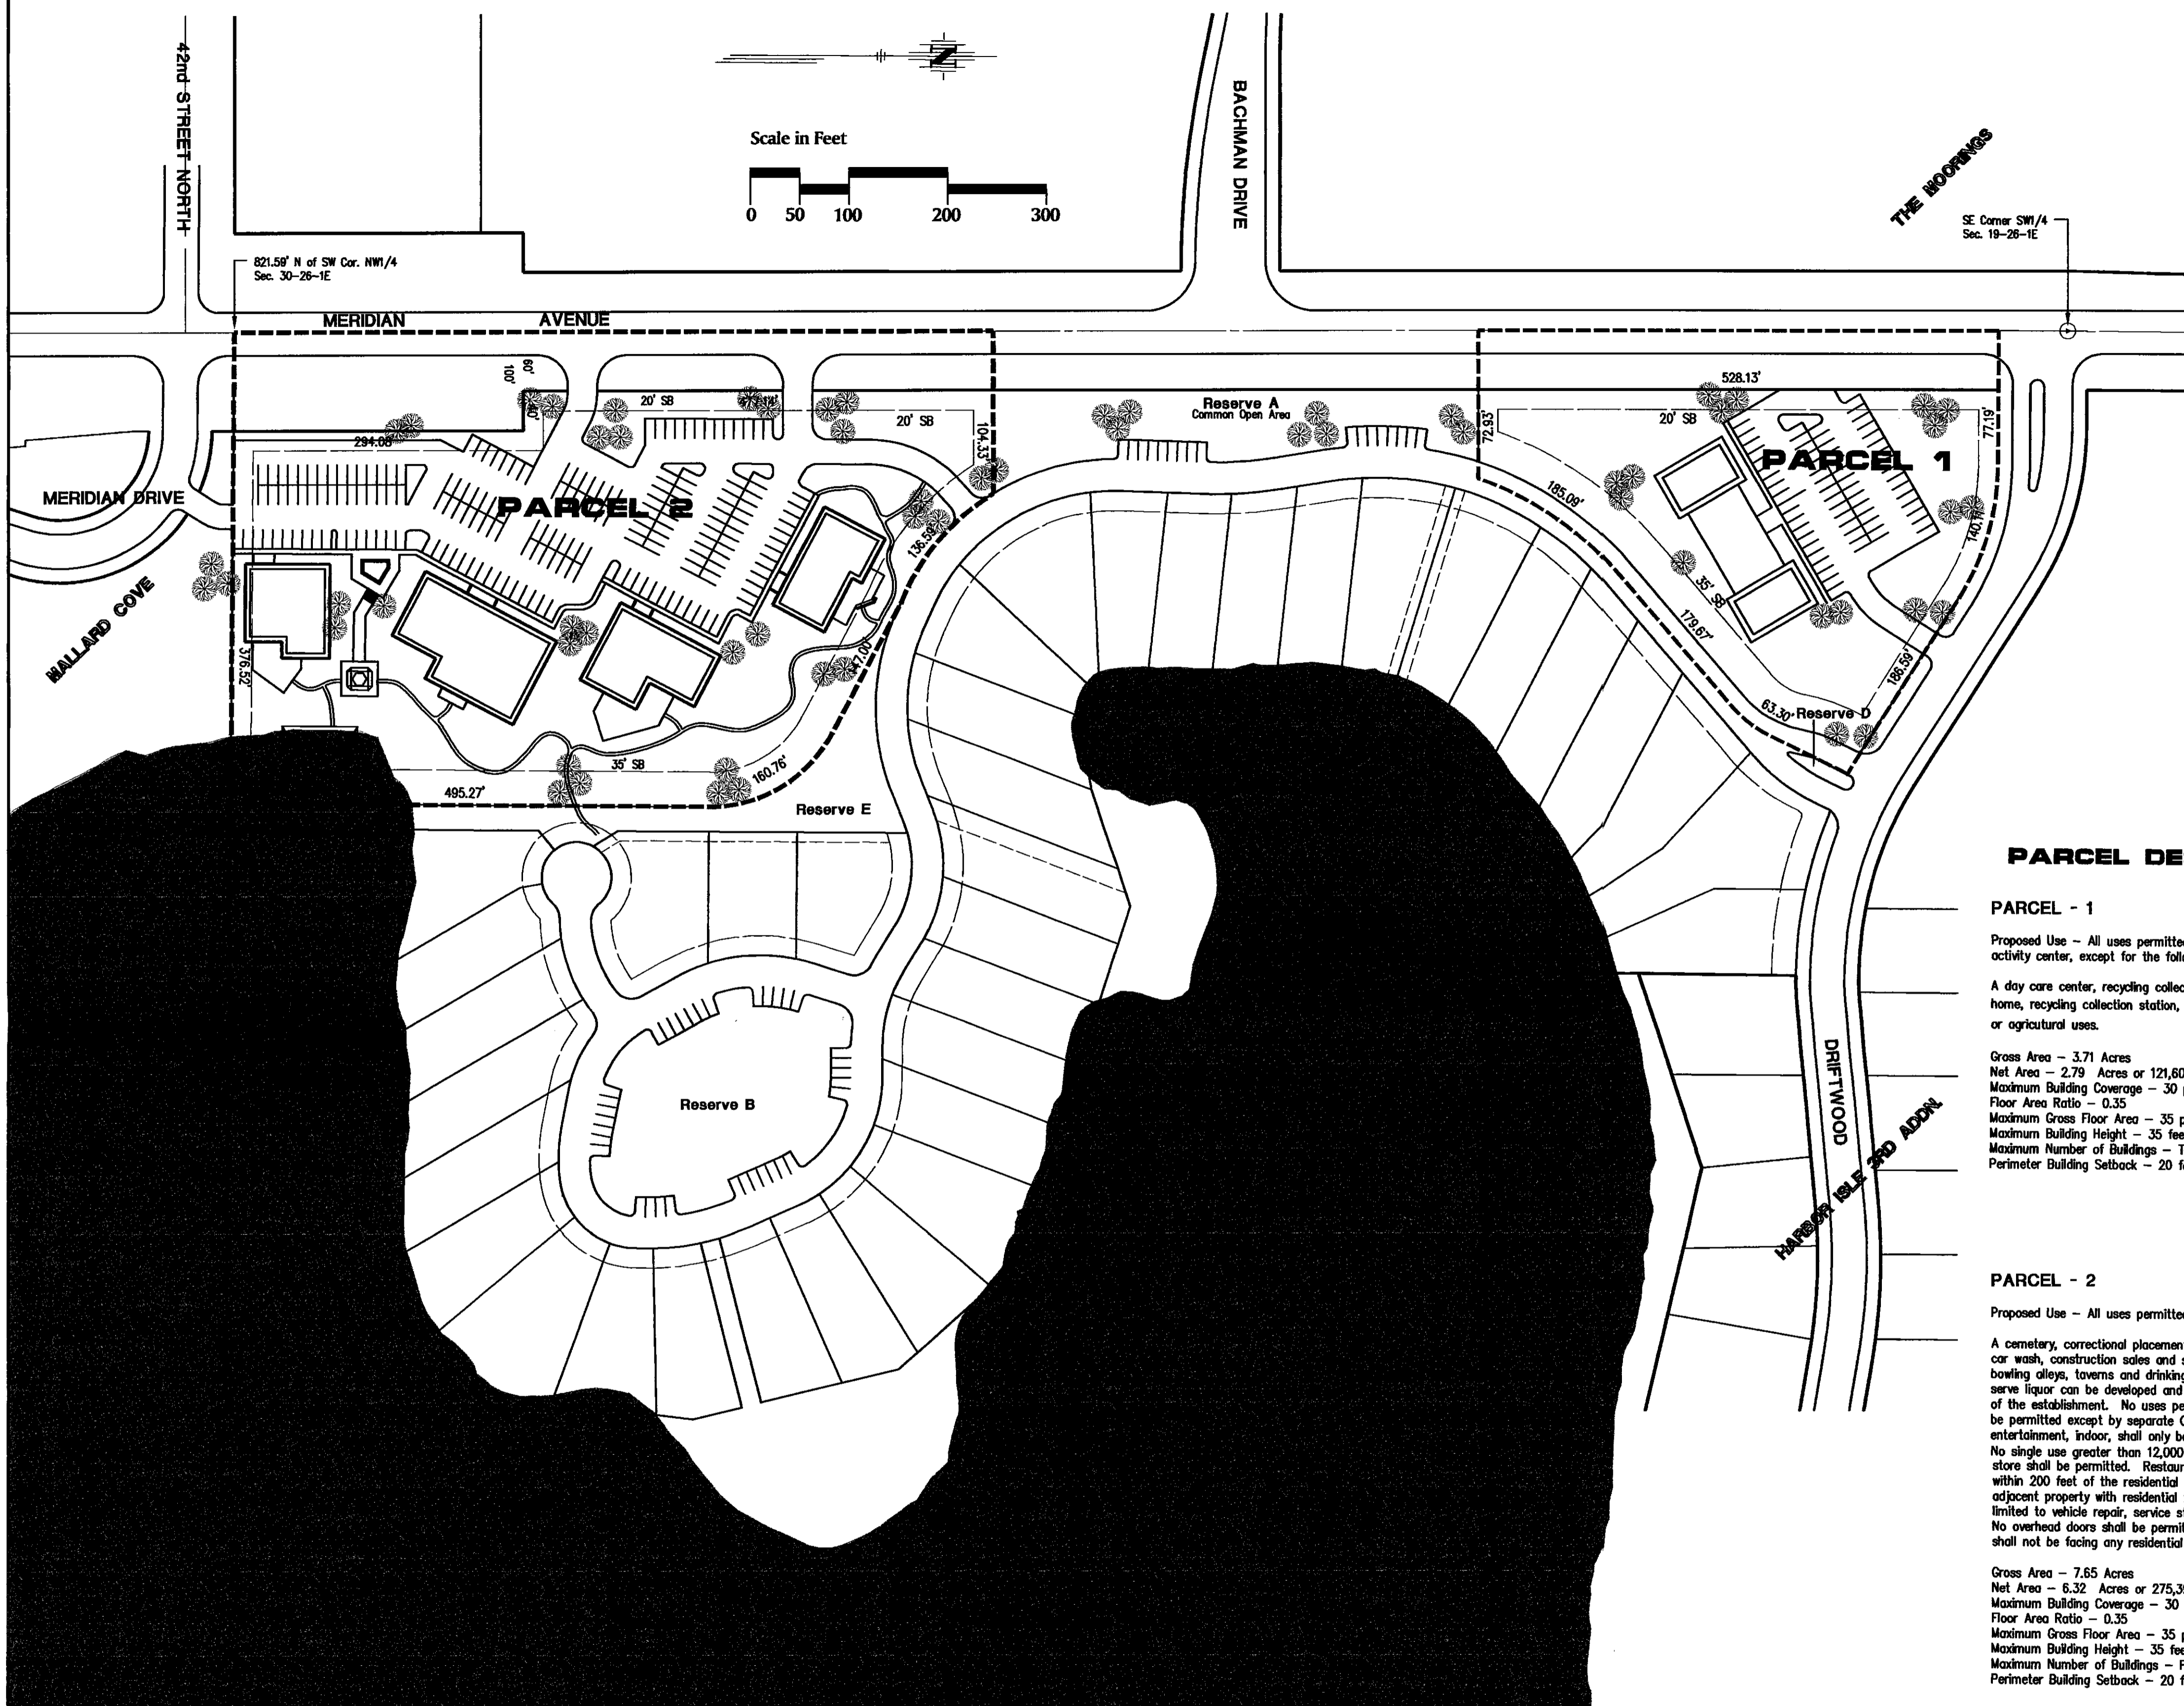 42nd STREET NORTH
N
Scale in Feet
0 50 100 200 300
BACHMAN DRIVE
THE MOORINGS
SE Corner SW1/4
Sec. 19-26-1E
821.59' N of SW Cor. NW1/4
Sec. 30-26-1E
MERIDIAN AVENUE
60'
100'
20' SB
20' SB
104.33'
294.08'
MERIDIAN DRIVE
PARCEL 2
136.59'
MALLARD COVE
376.52'
35' SB
495.27'
160.76'
Reserve E
Reserve A
Common Open Area
72.93'
528.13'
20' SB
77.19'
PARCEL 1
185.09'
35' SB
179.67'
186.59'
63.30'
Reserve D
Reserve B
DRIFTWOOD
HARBOR ISLE 3RD ADDN.
PARCEL DE
PARCEL - 1
Proposed Use - All uses permitte
activity center, except for the foll
A day care center, recycling collec
home, recycling collection station,
or agricutural uses.
Gross Area - 3.71 Acres
Net Area - 2.79 Acres or 121,60
Maximum Building Coverage - 30
Floor Area Ratio - 0.35
Maximum Gross Floor Area - 35 p
Maximum Building Height - 35 fee
Maximum Number of Buildings - T
Perimeter Building Setback - 20 f
PARCEL - 2
Proposed Use - All uses permitte
A cemetery, correctional placemen
car wash, construction sales and s
bowling alleys, taverns and drinking
serve liquor can be developed and
of the establishment. No uses pe
be permitted except by separate C
entertainment, indoor, shall only b
No single use greater than 12,000
store shall be permitted. Restaur
within 200 feet of the residential
adjacent property with residential
limited to vehicle repair, service st
No overhead doors shall be permit
shall not be facing any residential
Gross Area - 7.65 Acres
Net Area - 6.32 Acres or 275,3
Maximum Building Coverage - 30
Floor Area Ratio - 0.35
Maximum Gross Floor Area - 35 p
Maximum Building Height - 35 fee
Maximum Number of Buildings - F
Perimeter Building Setback - 20 f